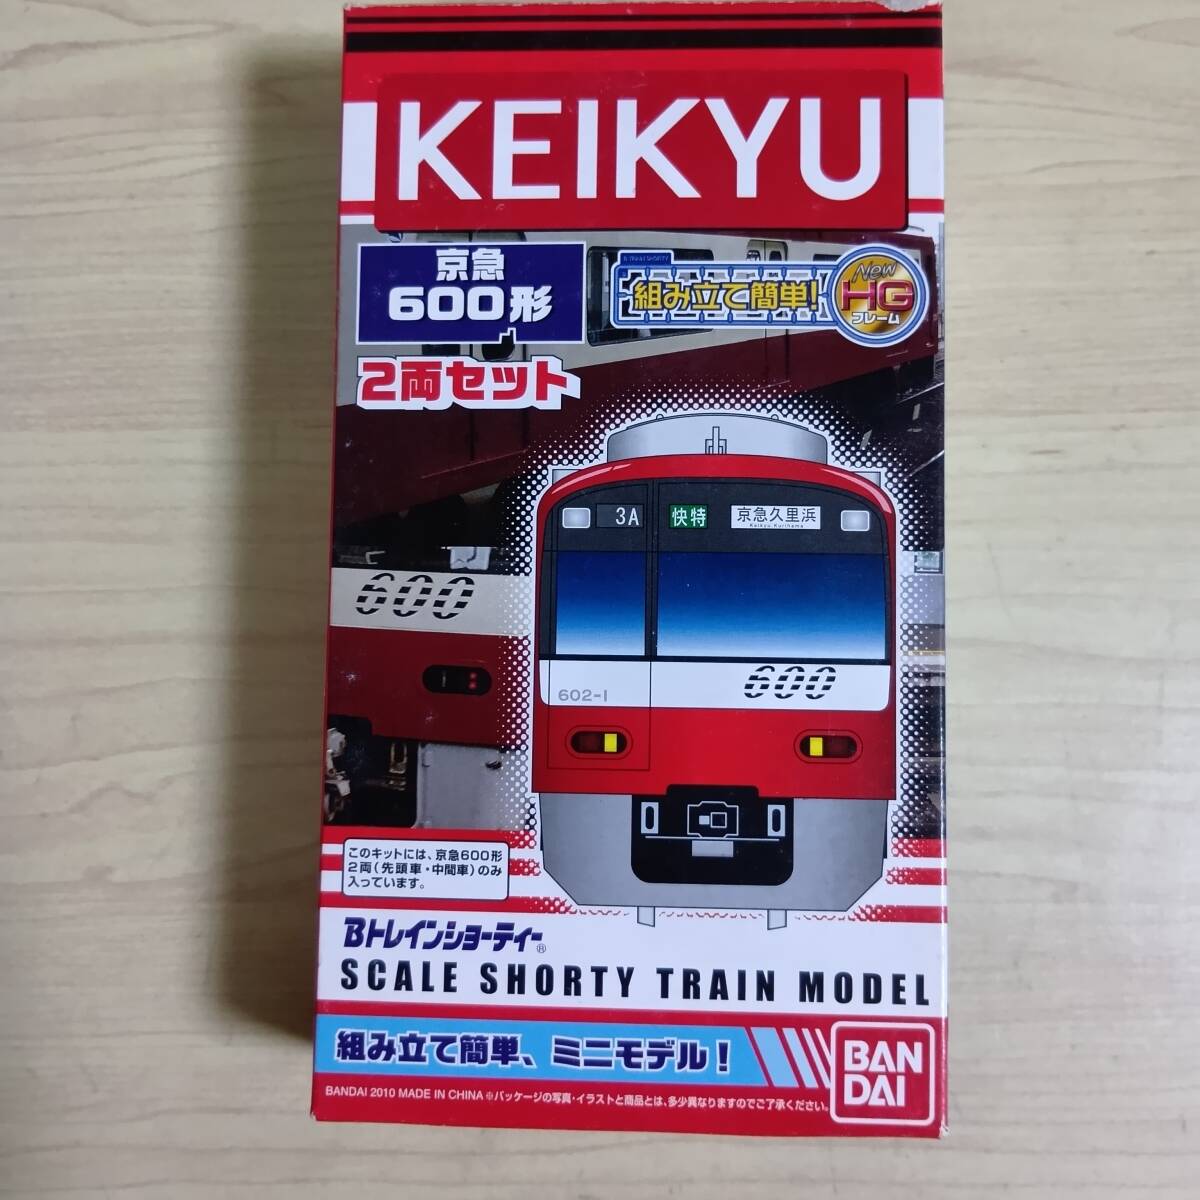 KEIKYU
京急
600形
2両セット
B TRAIN SHORTY
組み立て簡単!
New
HG
フレーム
3A
快特
京急久里浜
Keikyu Kurihama
600
602-1
600
このキットには、京急600形
2両(先頭車・中間車)のみ
入っています。
Bトレインショーティー®
SCALE SHORTY TRAIN MODEL
組み立て簡単、ミニモデル!
BAN
DAI
BANDAI 2010 MADE IN CHINA ※パッケージの写真・イラストと商品とは、多少異なりますのでご了承ください。